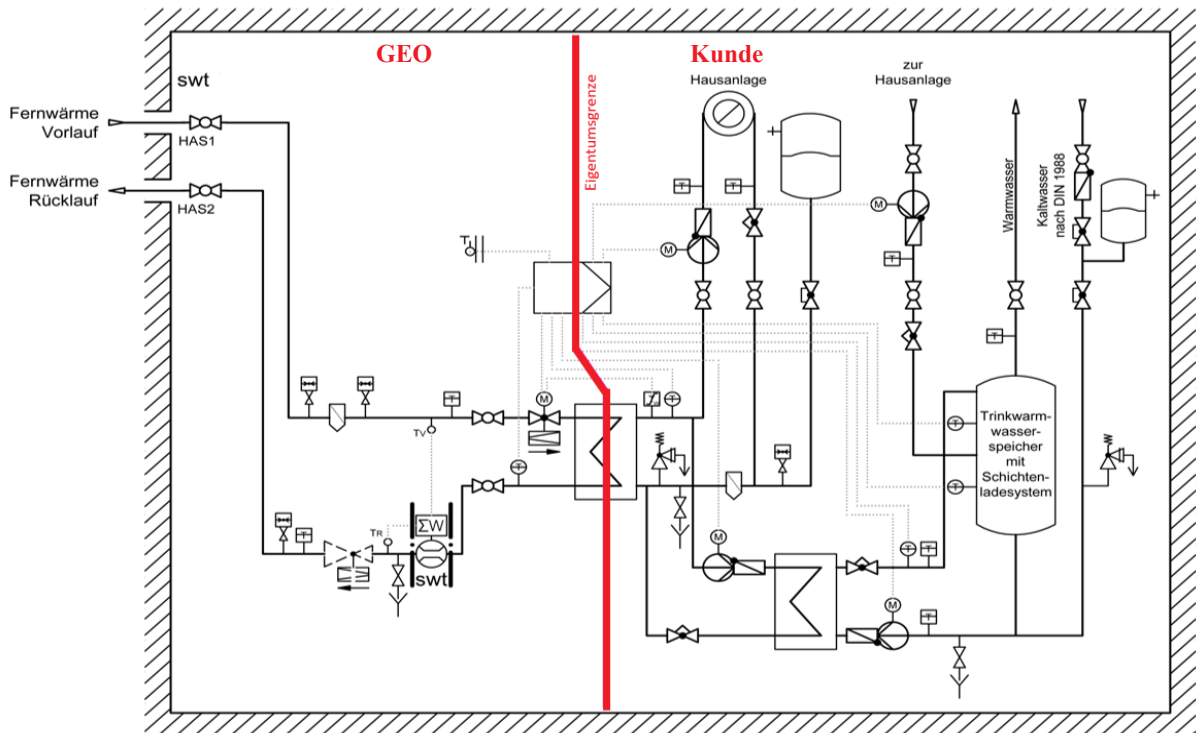 GEO
Kunde
swt
Fernwärme
Vorlauf
HAS1
Fernwärme
Rücklauf
HAS2
Eigentumsgrenze
Hausanlage
zur
Hausanlage
Warmwasser
Kaltwasser
nach DIN 1988
T
T
M
M
T
T
T
M
T
T
TV
T
T
ΣW
TR
T
swt
M
T
T
M
T
T
Trinkwarm-
wasser-
speicher
mit
Schichten-
ladesystem